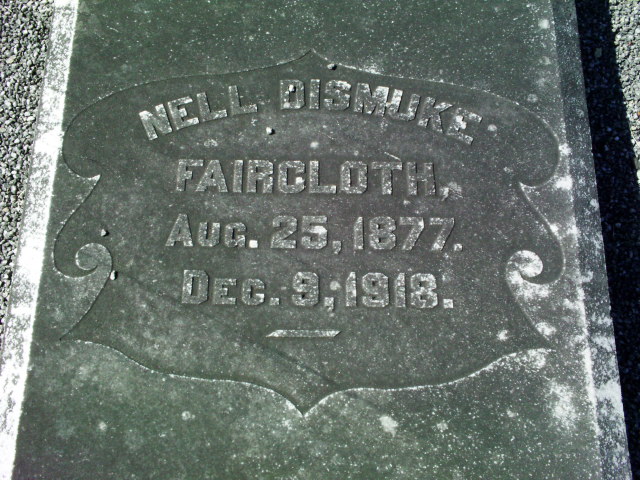 NELL DISMUKE
FAIRCLOTH,
AUG. 25, 1877.
DEC. 9, 1918.